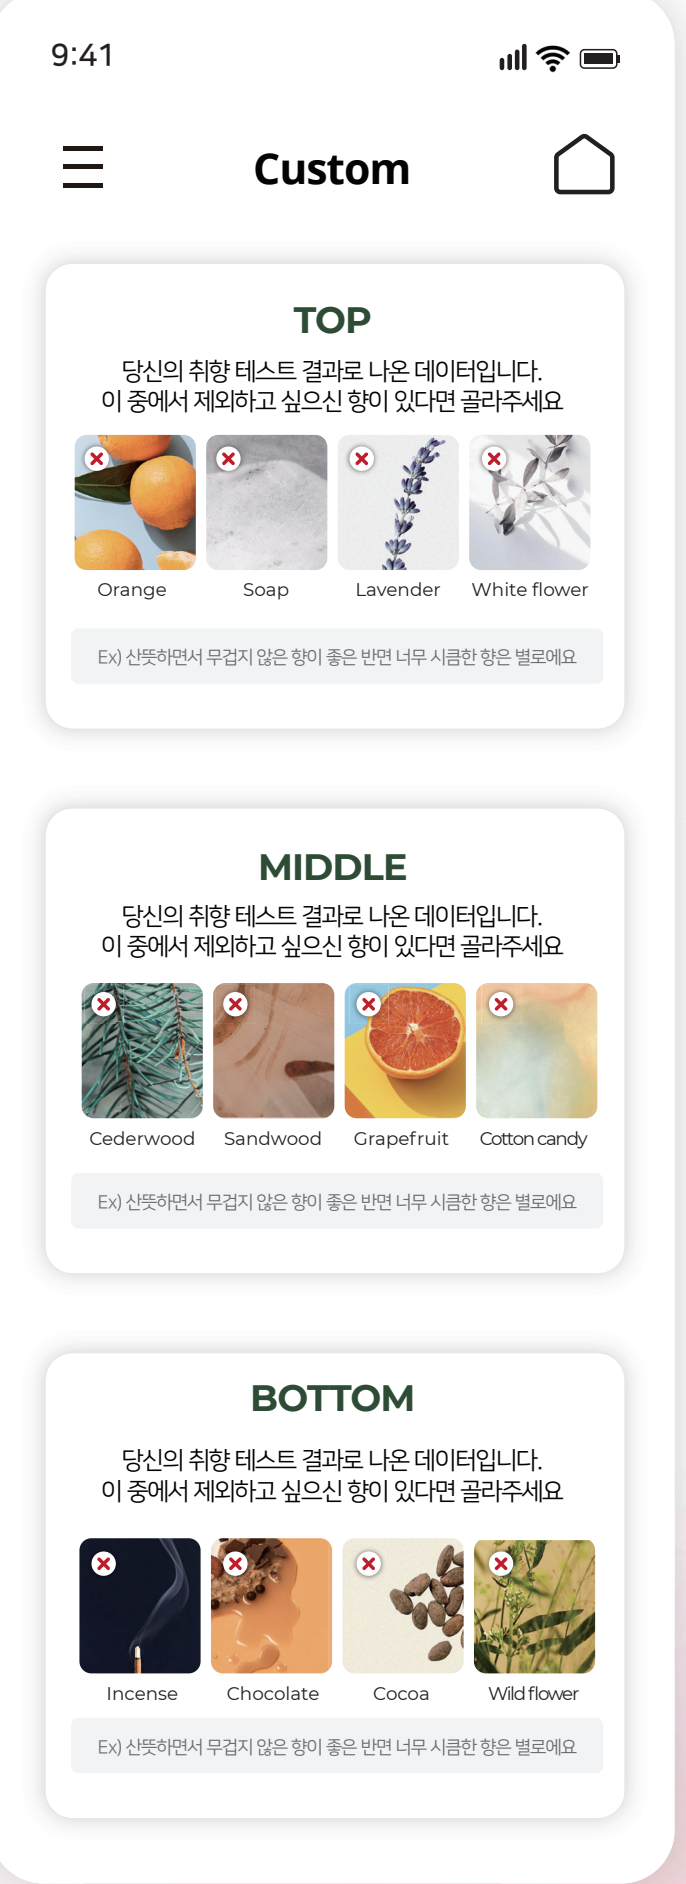 9:41
Custom
TOP
당신의 취향 테스트 결과로 나온 데이터입니다.
이 중에서 제외하고 싶으신 향이 있다면 골라주세요
Orange Soap Lavender White flower
Ex) 산뜻하면서 무겁지 않은 향이 좋은 반면 너무 시큼한 향은 별로에요
MIDDLE
당신의 취향 테스트 결과로 나온 데이터입니다.
이 중에서 제외하고 싶으신 향이 있다면 골라주세요
Cederwood Sandwood Grapefruit Cotton candy
Ex) 산뜻하면서 무겁지 않은 향이 좋은 반면 너무 시큼한 향은 별로에요
BOTTOM
당신의 취향 테스트 결과로 나온 데이터입니다.
이 중에서 제외하고 싶으신 향이 있다면 골라주세요
Incense Chocolate Cocoa Wild flower
Ex) 산뜻하면서 무겁지 않은 향이 좋은 반면 너무 시큼한 향은 별로에요